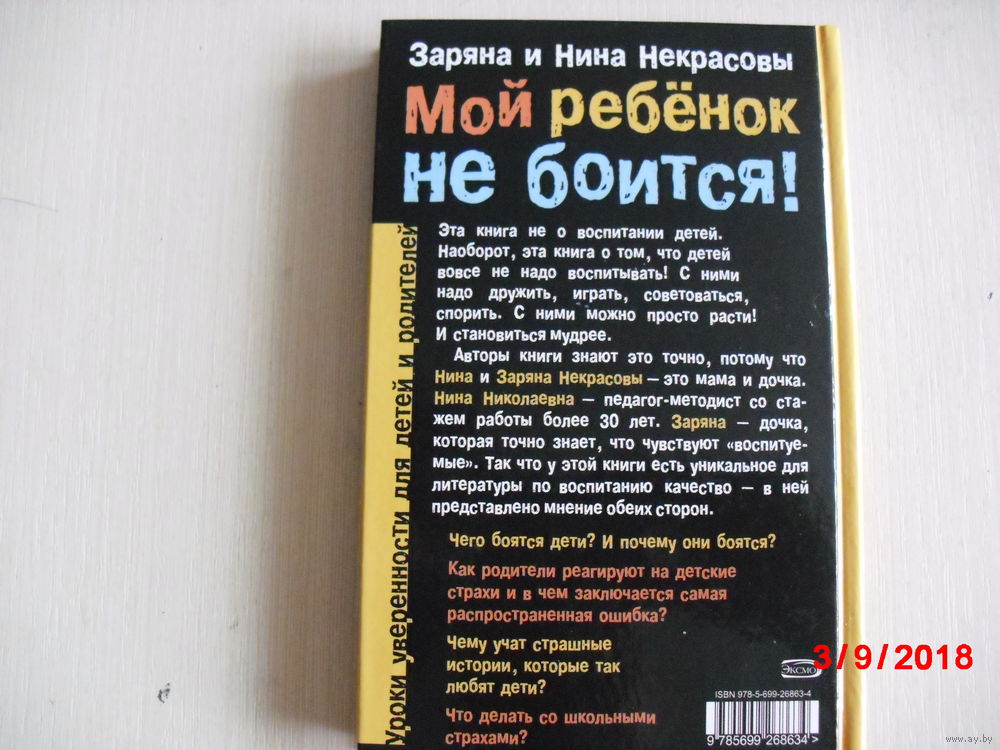 Заряна и Нина Некрасовы
Мой ребёнок
не боится!
Уроки уверенности для детей и родителей
Эта книга не о воспитании детей.
Наоборот, эта книга о том, что детей
вовсе не надо воспитывать! С ними
надо дружить, играть, советоваться,
спорить. С ними можно просто расти!
И становиться мудрее.
Авторы книги знают это точно, потому что
Нина и Заряна Некрасовы — это мама и дочка.
Нина Николаевна — педагог-методист со ста-
жем работы более 30 лет. Заряна — дочка,
которая точно знает, что чувствуют «воспитуе-
мые». Так что у этой книги есть уникальное для
литературы по воспитанию качество — в ней
представлено мнение обеих сторон.
Чего боятся дети? И почему они боятся?
Как родители реагируют на детские
страхи и в чем заключается самая
распространенная ошибка?
Чему учат страшные
истории, которые так
любят дети?
Что делать со школьными
страхами?
3/9/2018
ЭКСМО
ISBN 978-5-699-26863-4
9 785699 268634 >
www.ay.by